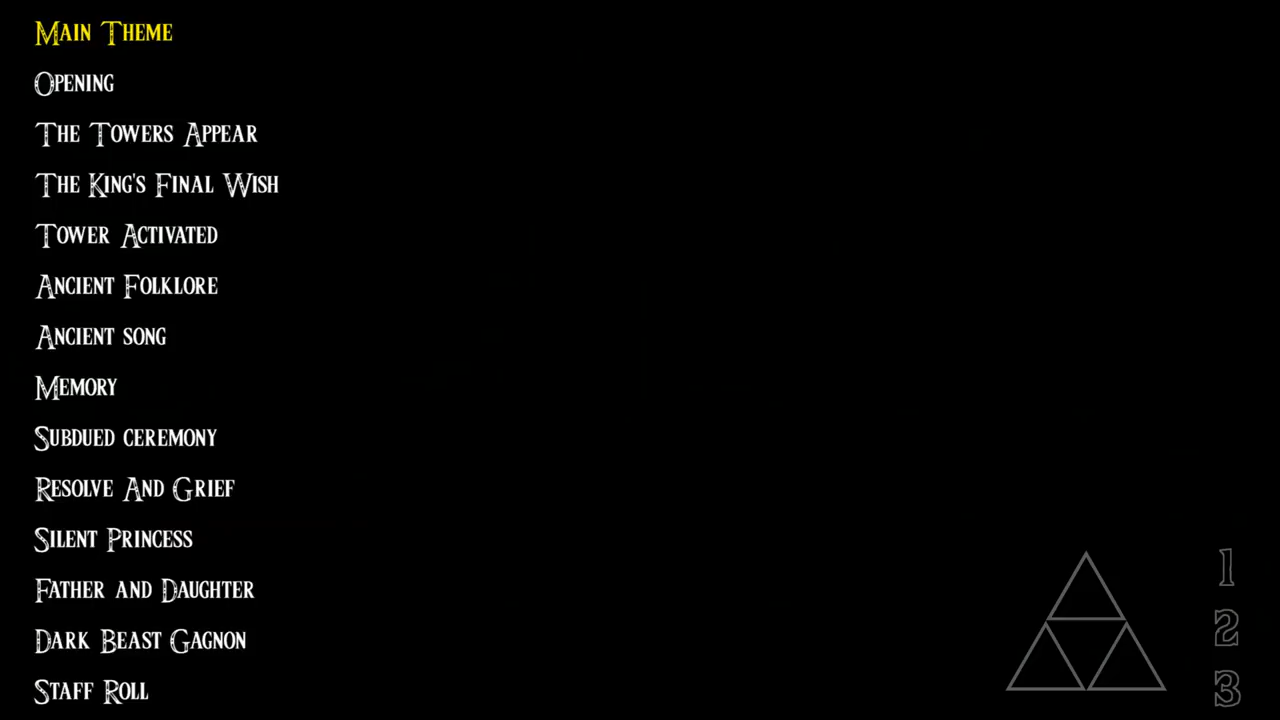 Main Theme
Opening
The Towers Appear
The King's Final Wish
Tower Activated
Ancient Folklore
Ancient song
Memory
Subdued ceremony
Resolve And Grief
Silent Princess
Father and Daughter
Dark Beast Gagnon
Staff Roll
1
2
3